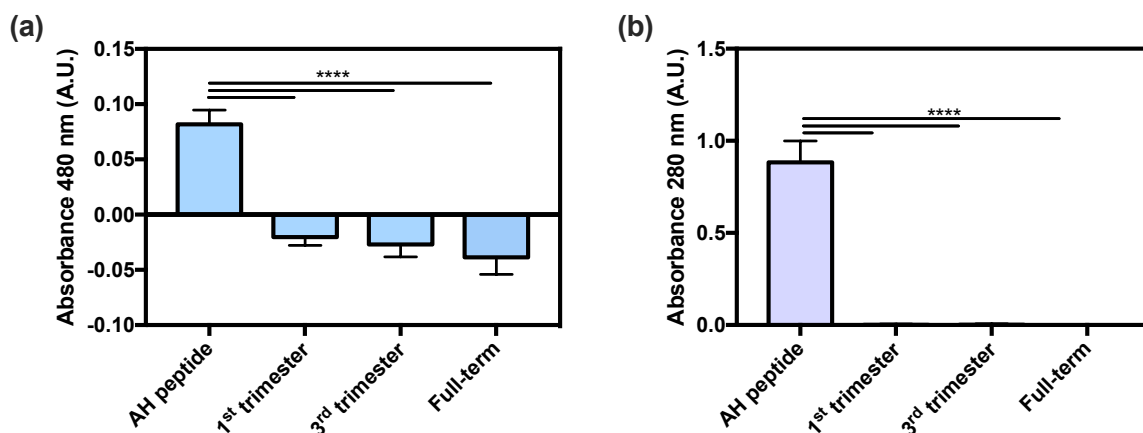 (a)
Absorbance 480 nm (A.U.)
0.15
0.10
0.05
0.00
-0.05
-0.10
****
AH peptide
1st trimester
3rd trimester
Full-term
(b)
Absorbance 280 nm (A.U.)
1.5
1.0
0.5
0.0
****
AH peptide
1st trimester
3rd trimester
Full-term